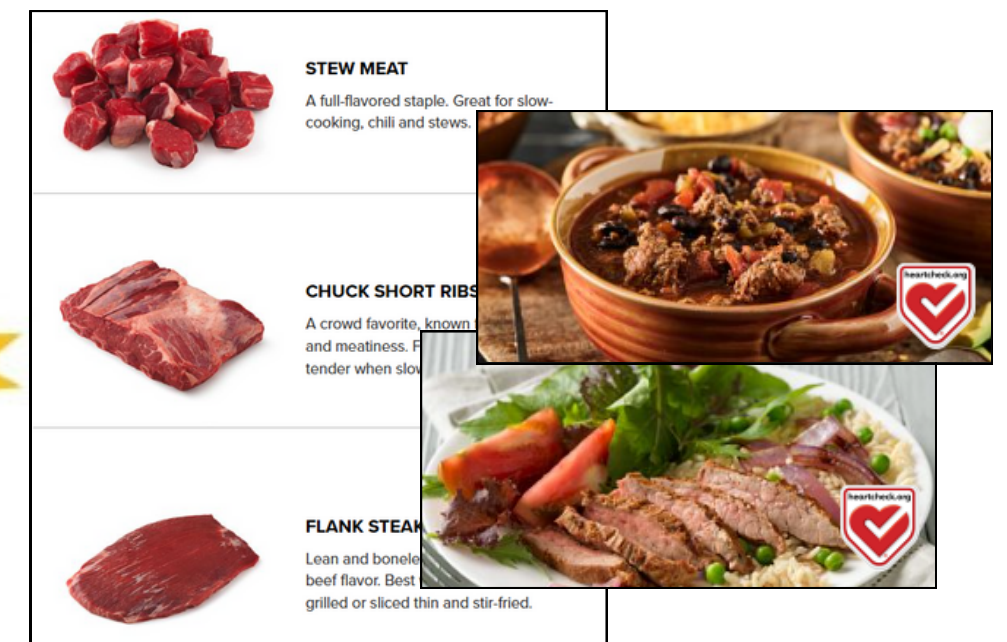 STEW MEAT
A full-flavored staple. Great for slow-
cooking, chili and stews.
heartcheck.org
CHUCK SHORT RIBS
A crowd favorite, known
and meatiness.
tender when
heartcheck.org
FLANK STEAK
Lean and
beef flavor. Best
grilled or sliced thin and stir-fried.